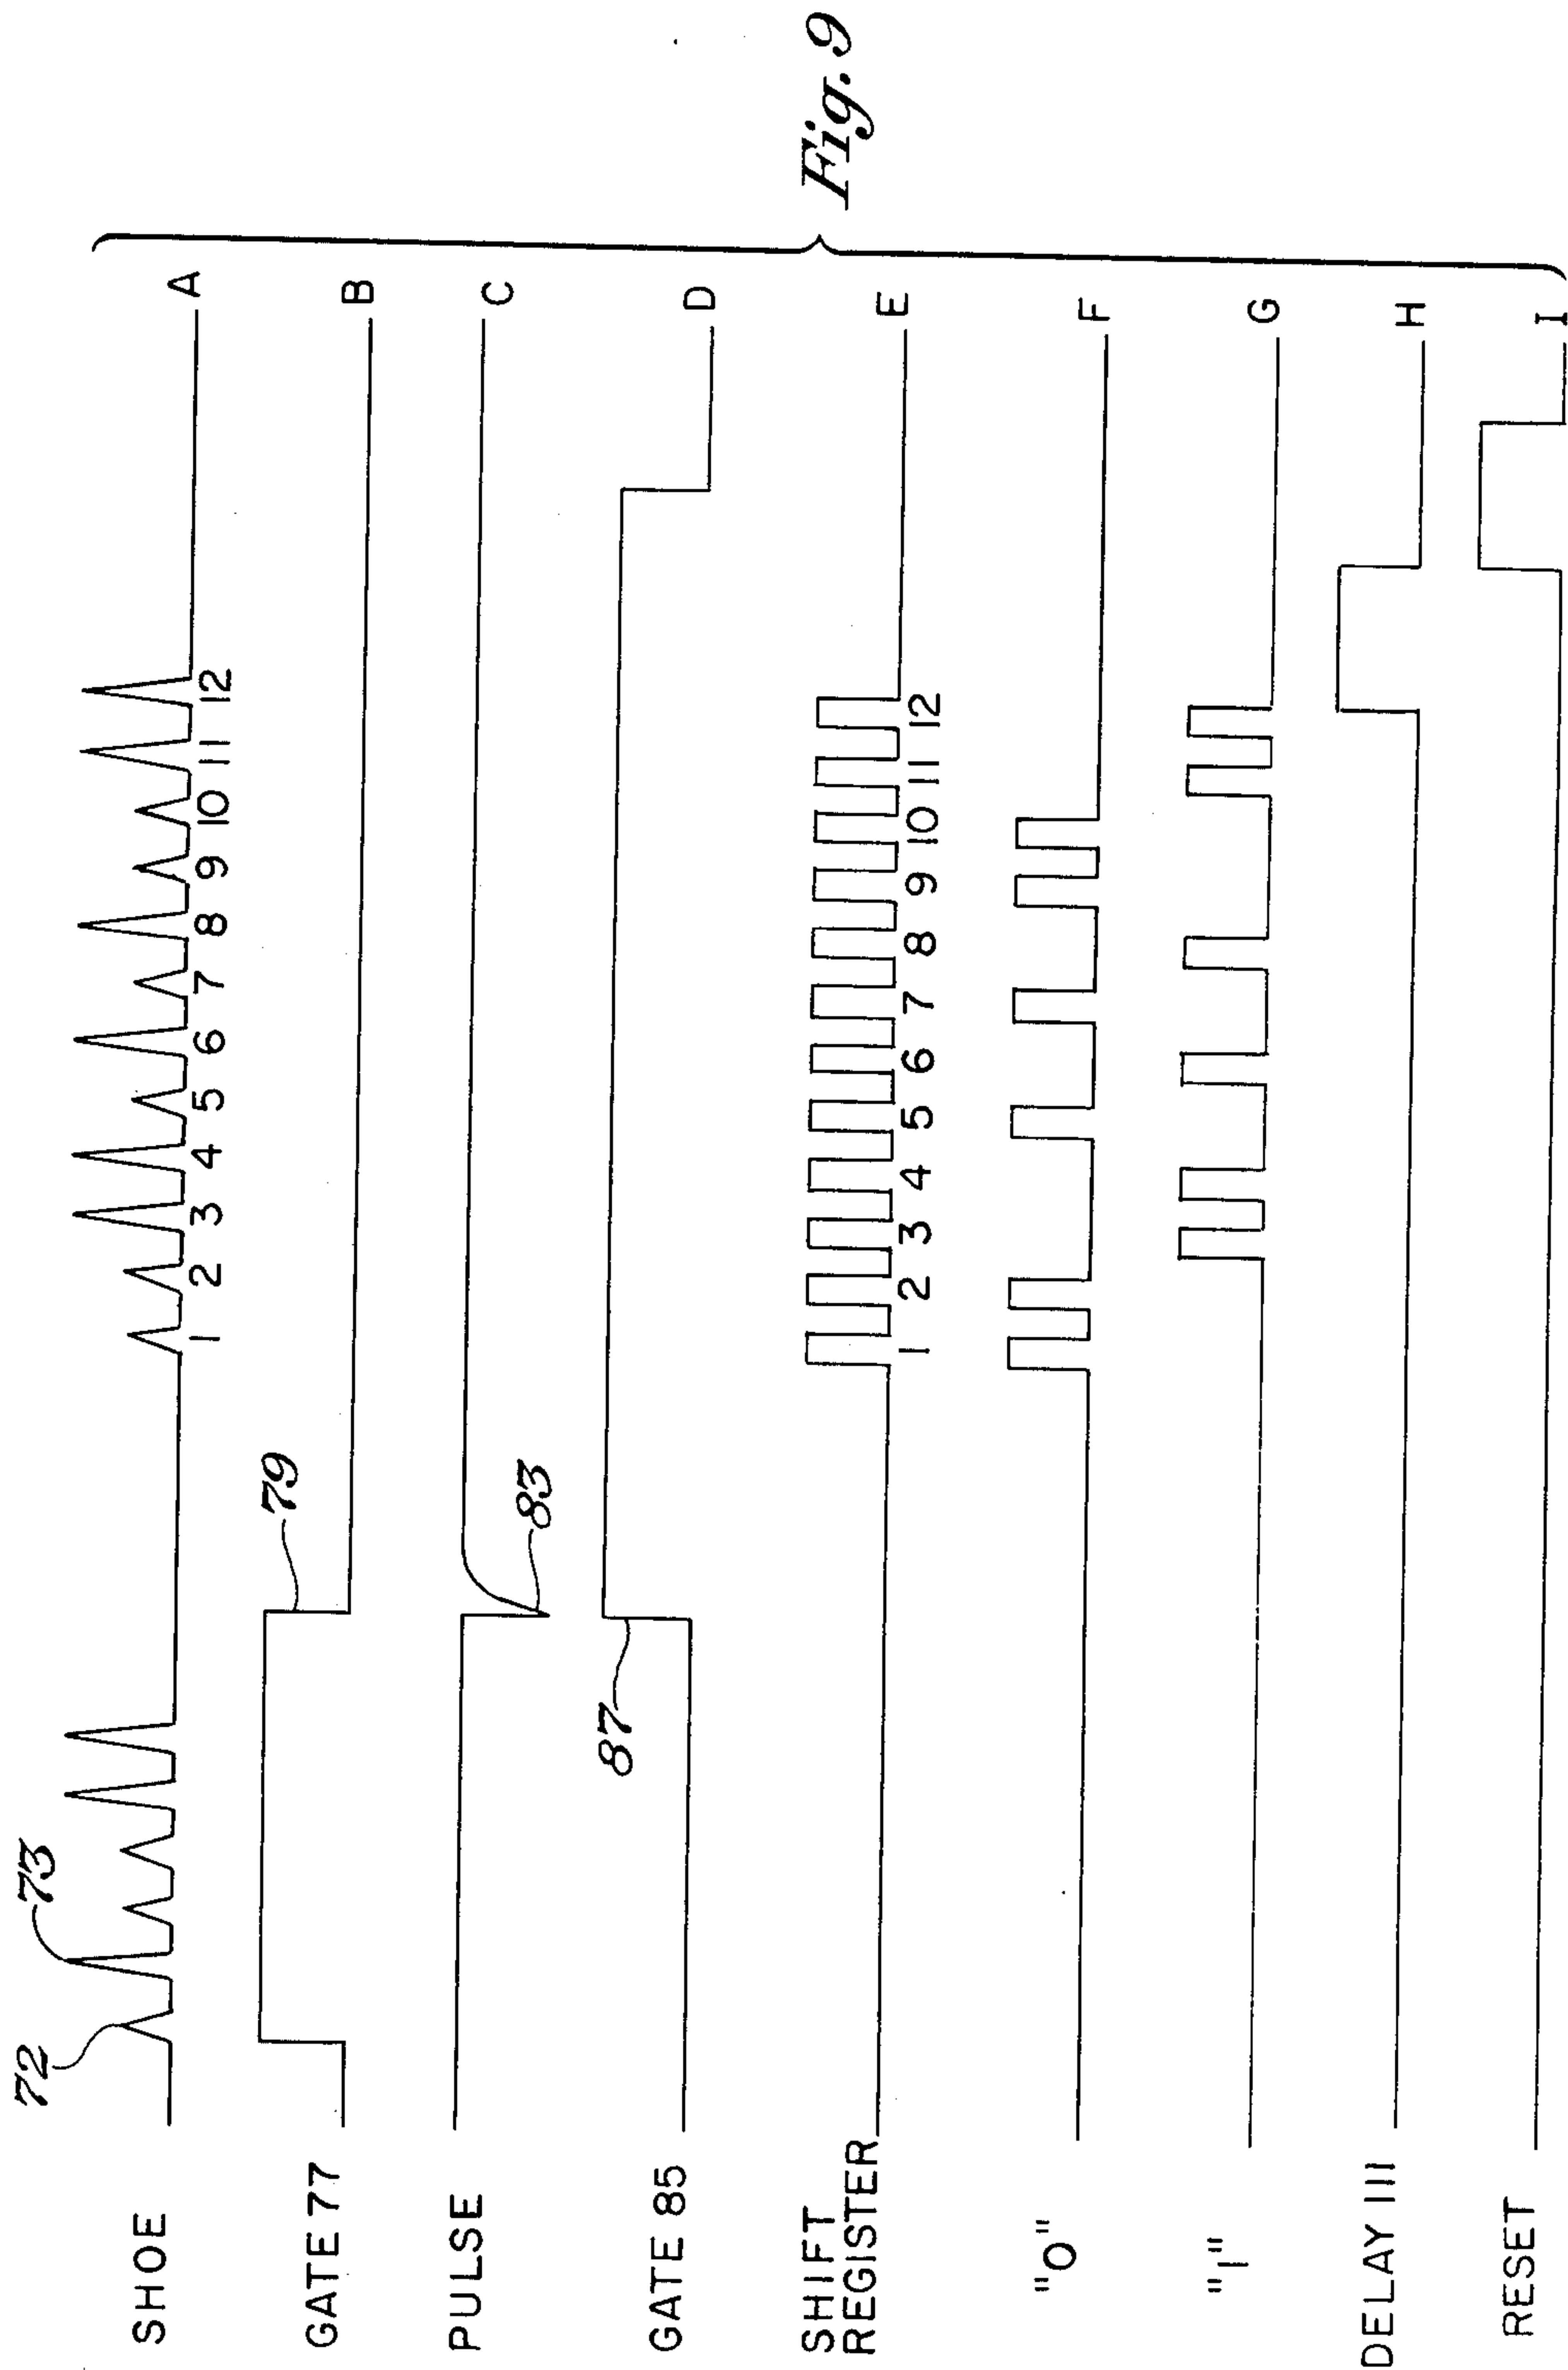 72
73
SHOE
1 2 3 4 5 6 7 8 9 10 11 12
A
GATE 77
79
B
PULSE
83
C
GATE 85
87
D
SHIFT
REGISTER
1 2 3 4 5 6 7 8 9 10 11 12
E
"0"
F
"1"
G
DELAY 111
H
RESET
I
Fig. 9